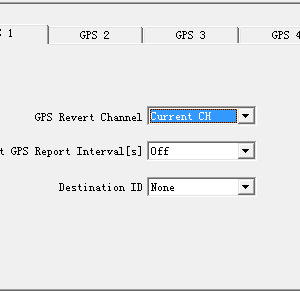 1 GPS 2 GPS 3 GPS 4
GPS Revert Channel Current CH
GPS Report Interval[s] Off
Destination ID None